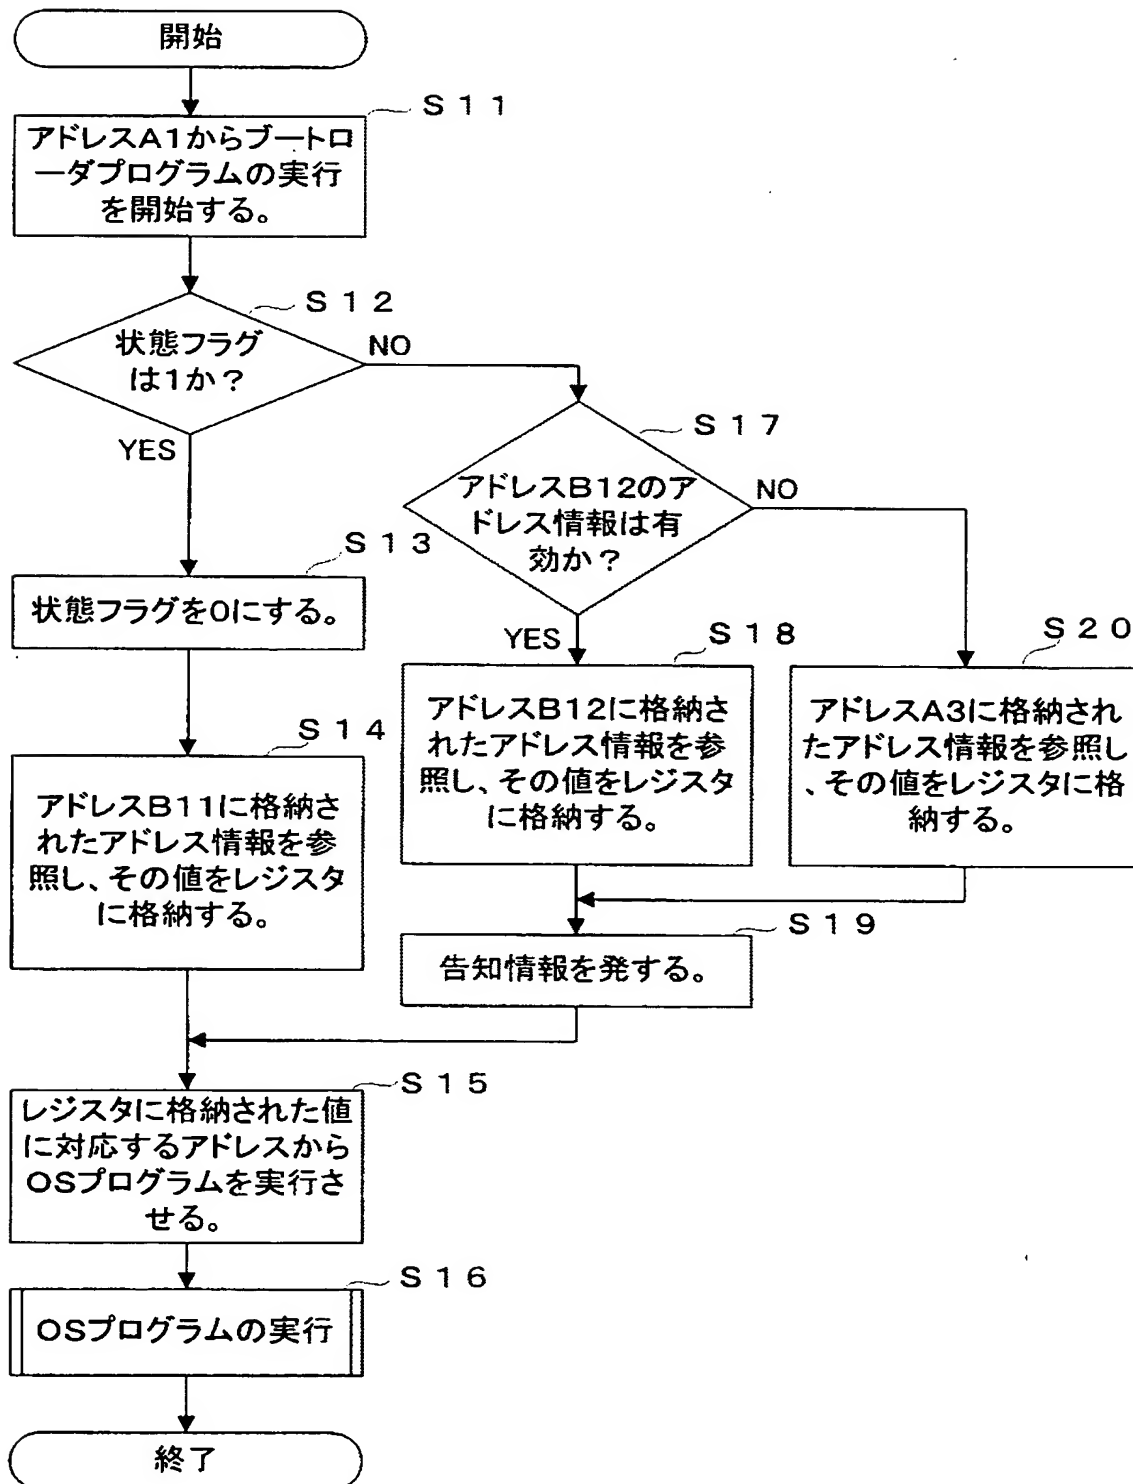 開始
S11
アドレスA1からブートロ
ーダプログラムの実行
を開始する。
S12
状態フラグ
は1か？
NO
YES
S17
アドレスB12のア
ドレス情報は有
効か？
NO
YES
S13
状態フラグを0にする。
S18
アドレスB12に格納さ
れたアドレス情報を参
照し、その値をレジスタ
に格納する。
S20
アドレスA3に格納され
たアドレス情報を参照し
、その値をレジスタに格
納する。
S14
アドレスB11に格納さ
れたアドレス情報を参
照し、その値をレジスタ
に格納する。
S19
告知情報を発する。
S15
レジスタに格納された値
に対応するアドレスから
OSプログラムを実行さ
せる。
S16
OSプログラムの実行
終了